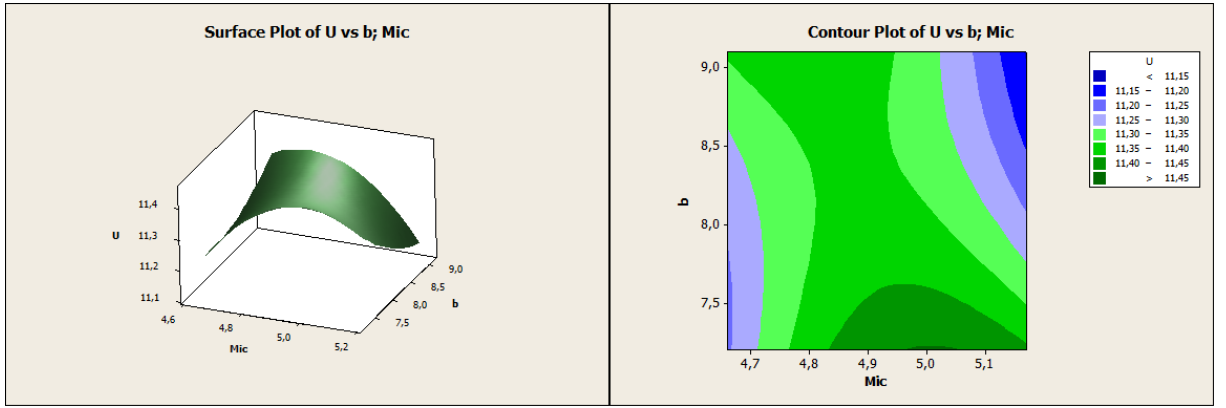 Surface Plot of U vs b; Mic
11,4
U
11,3
11,2
11,1
4,6
4,8
Mic
5,0
5,2
7,5
8,0
b
8,5
9,0
Contour Plot of U vs b; Mic
9,0
8,5
b
8,0
7,5
4,7 4,8 4,9 5,0 5,1
Mic
U
< 11,15
11,15 – 11,20
11,20 – 11,25
11,25 – 11,30
11,30 – 11,35
11,35 – 11,40
11,40 – 11,45
> 11,45